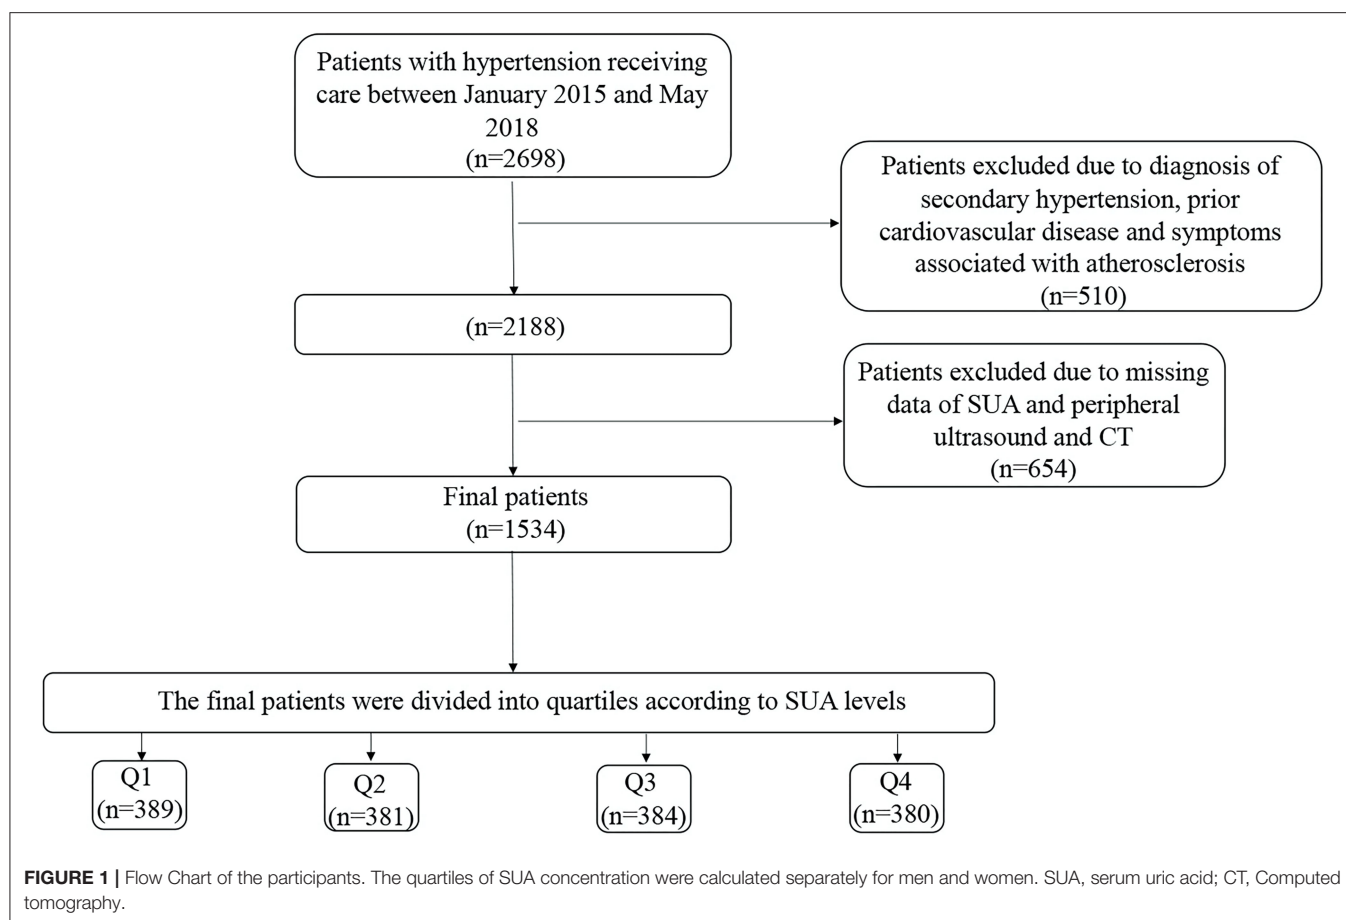 Patients with hypertension receiving
care between January 2015 and May
2018
(n=2698)
Patients excluded due to diagnosis of
secondary hypertension, prior
cardiovascular disease and symptoms
associated with atherosclerosis
(n=510)
(n=2188)
Patients excluded due to missing
data of SUA and peripheral
ultrasound and CT
(n=654)
Final patients
(n=1534)
The final patients were divided into quartiles according to SUA levels
Q1
(n=389)
Q2
(n=381)
Q3
(n=384)
Q4
(n=380)
FIGURE 1 | Flow Chart of the participants. The quartiles of SUA concentration were calculated separately for men and women. SUA, serum uric acid; CT, Computed
tomography.